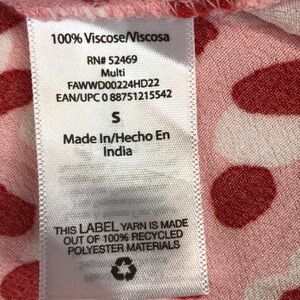 100% Viscose/Viscosa
RN# 52469
Multi
FAWWD00224HD22
EAN/UPC 0 88751215542
S
Made In/Hecho En
India
THIS LABEL YARN IS MADE
OUT OF 100% RECYCLED
POLYESTER MATERIALS